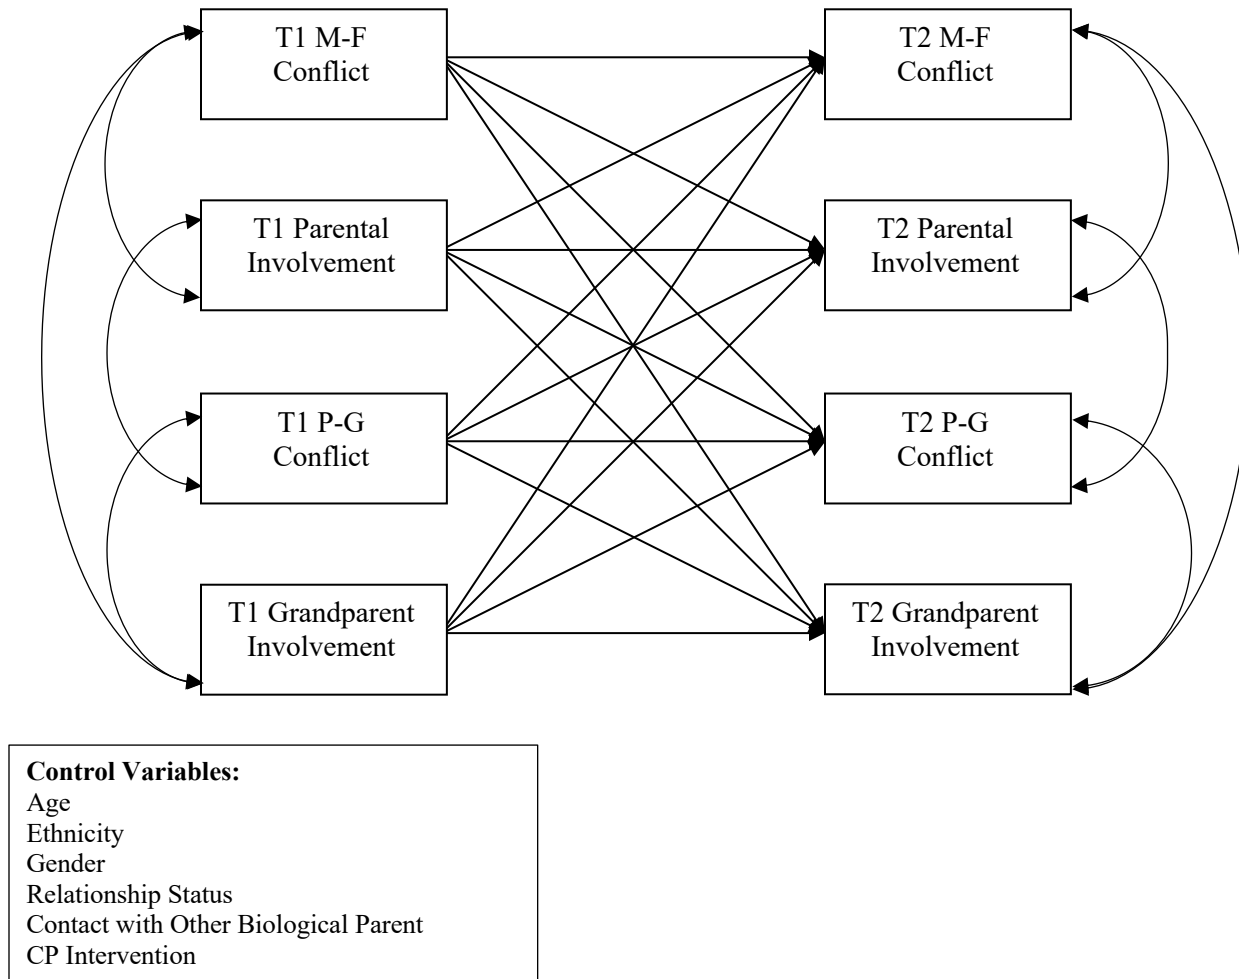 T1 M-F
Conflict
T2 M-F
Conflict
T1 Parental
Involvement
T2 Parental
Involvement
T1 P-G
Conflict
T2 P-G
Conflict
T1 Grandparent
Involvement
T2 Grandparent
Involvement
Control Variables:
Age
Ethnicity
Gender
Relationship Status
Contact with Other Biological Parent
CP Intervention